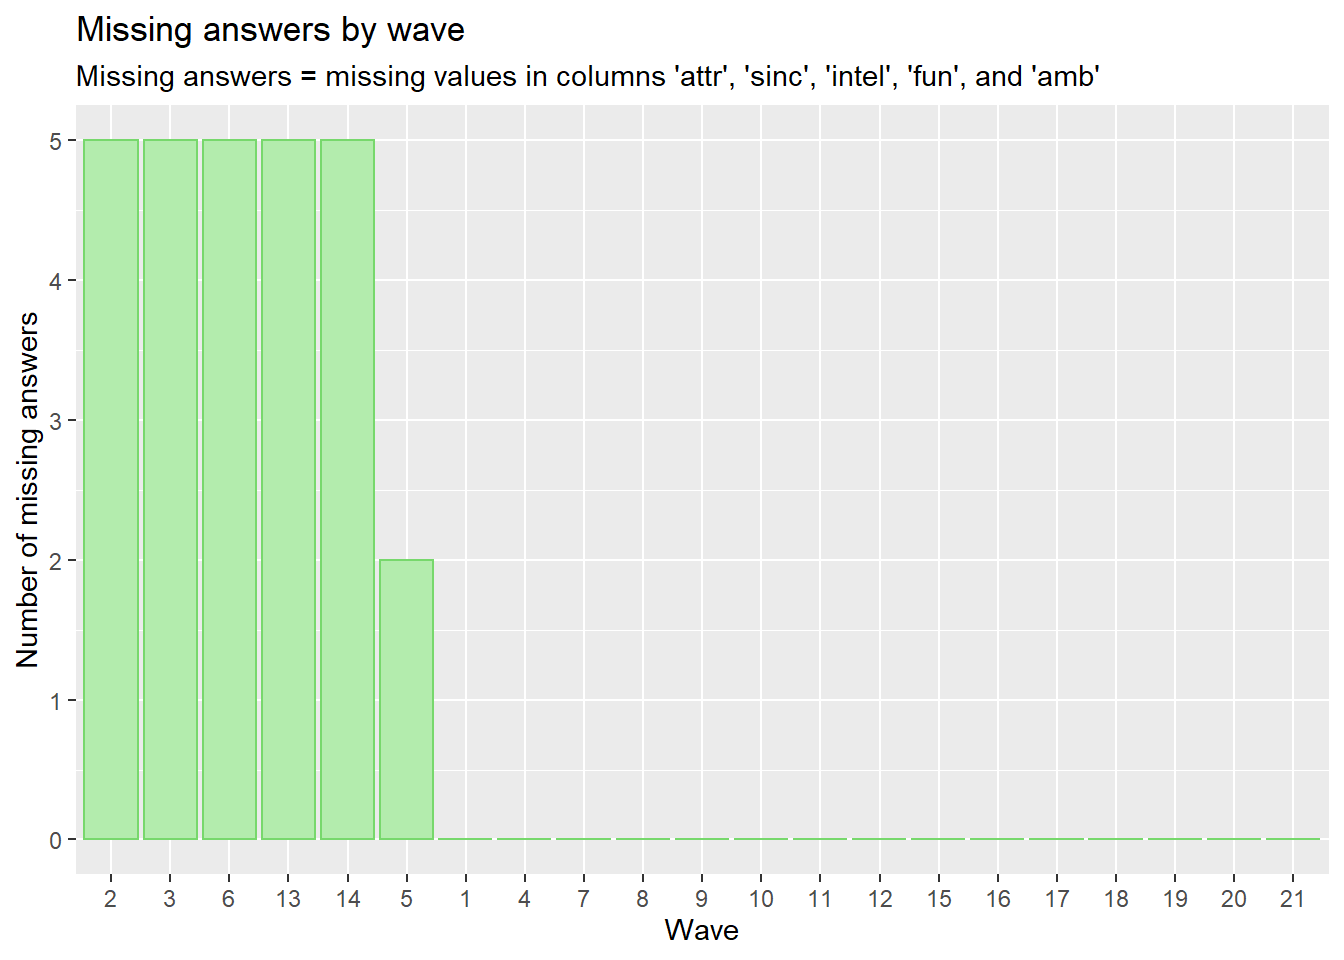 Missing answers by wave
Missing answers = missing values in columns 'attr', 'sinc', 'intel', 'fun', and 'amb'
Number of missing answers
5
4
3
2
1
0
2 3 6 13 14 5 1 4 7 8 9 10 11 12 15 16 17 18 19 20 21
Wave